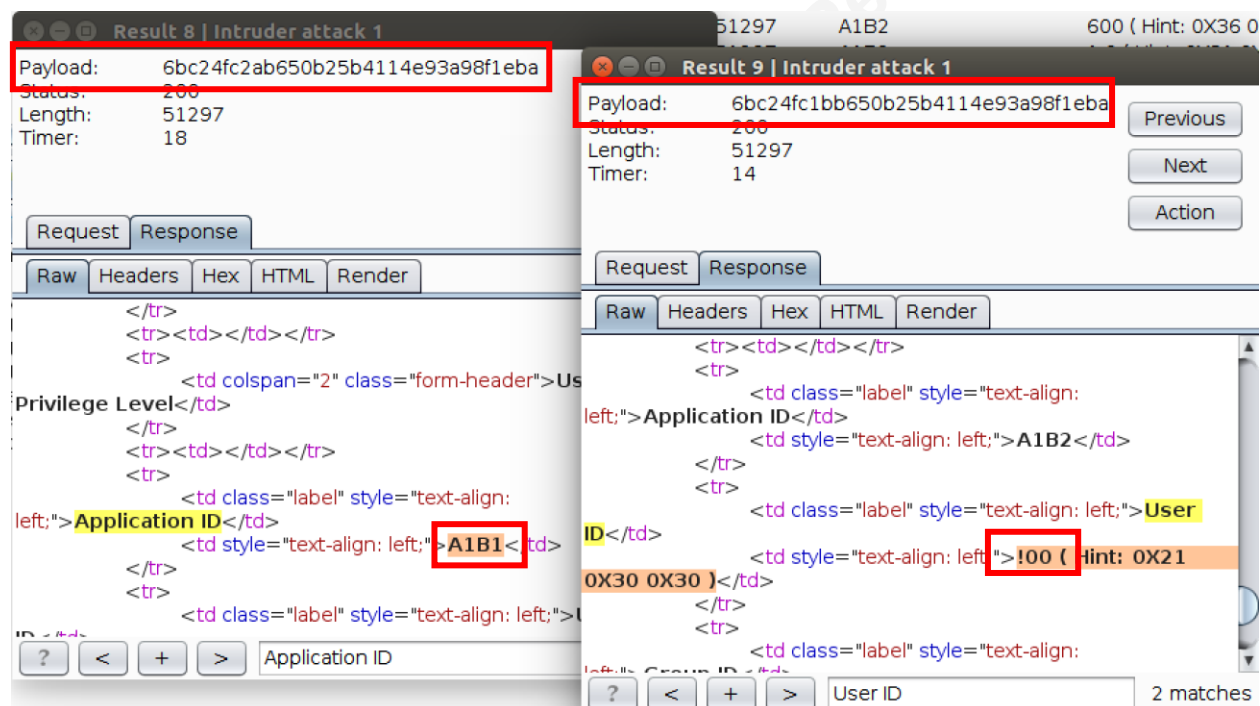 51297 A1B2 600 ( Hint: 0X36 0
Result 8 | Intruder attack 1
Payload: 6bc24fc2ab650b25b4114e93a98f1eba
Status: 200
Length: 51297
Timer: 18
Request Response
Raw Headers Hex HTML Render
</tr>
<tr><td></td></tr>
<tr>
<td colspan="2" class="form-header">Us
Privilege Level</td>
</tr>
<tr><td></td></tr>
<tr>
<td class="label" style="text-align:
left;">Application ID</td>
<td style="text-align: left;">A1B1</td>
</tr>
<tr>
<td class="label" style="text-align: left;">U
ID</td>
? < + > Application ID
Result 9 | Intruder attack 1
Payload: 6bc24fc1bb650b25b4114e93a98f1eba
Status: 200
Length: 51297
Timer: 14
Previous
Next
Action
Request Response
Raw Headers Hex HTML Render
<tr><td></td></tr>
<tr>
<td class="label" style="text-align:
left;">Application ID</td>
<td style="text-align: left;">A1B2</td>
</tr>
<tr>
<td class="label" style="text-align: left;">User
ID</td>
<td style="text-align: left;">!00 ( Hint: 0X21
0X30 0X30 )</td>
</tr>
<tr>
<td class="label" style="text-align:
left;">Group ID</td>
? < + > User ID 2 matches